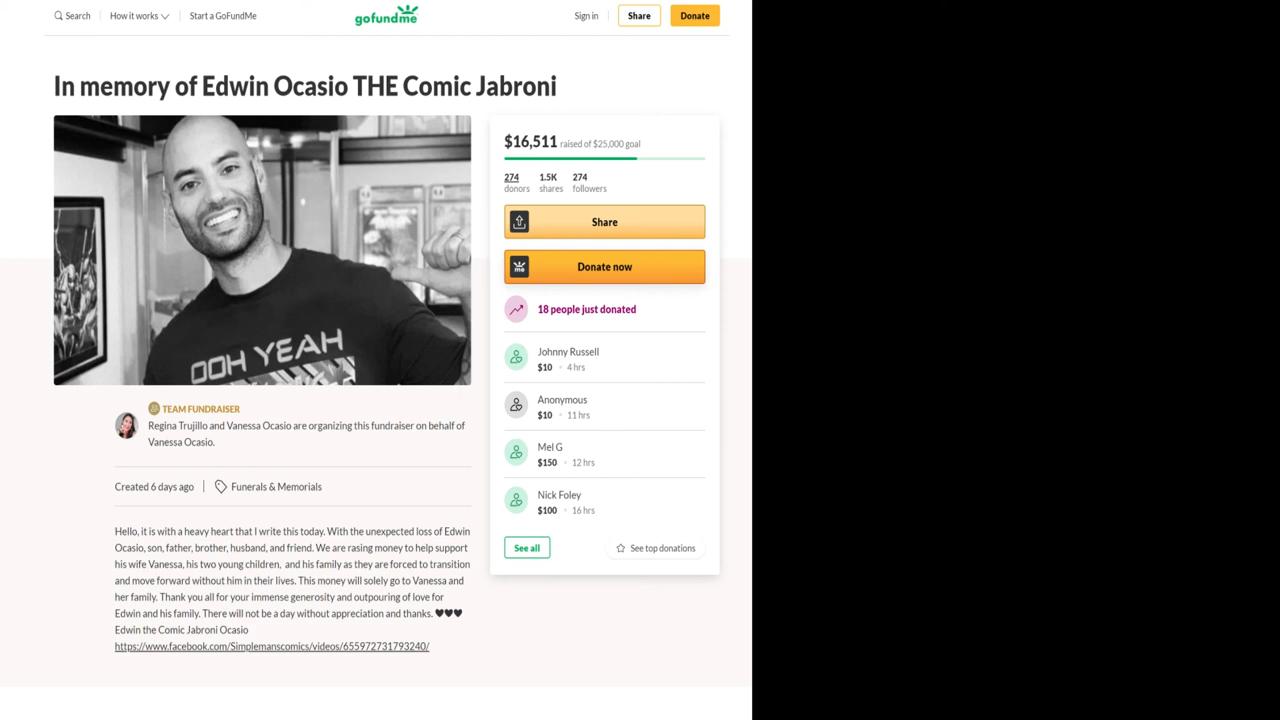 Search
How it works
Start a GoFundMe
gofundme
Sign in
Share
Donate
In memory of Edwin Ocasio THE Comic Jabroni
OOH YEAH
$16,511 raised of $25,000 goal
274 1.5K 274
donors shares followers
Share
me Donate now
18 people just donated
Johnny Russell
$10 • 4 hrs
Anonymous
$10 • 11 hrs
Mel G
$150 • 12 hrs
Nick Foley
$100 • 16 hrs
See all
See top donations
TEAM FUNDRAISER
Regina Trujillo and Vanessa Ocasio are organizing this fundraiser on behalf of
Vanessa Ocasio.
Created 6 days ago
Funerals & Memorials
Hello, it is with a heavy heart that I write this today. With the unexpected loss of Edwin
Ocasio, son, father, brother, husband, and friend. We are rasing money to help support
his wife Vanessa, his two young children, and his family as they are forced to transition
and move forward without him in their lives. This money will solely go to Vanessa and
her family. Thank you all for your immense generosity and outpouring of love for
Edwin and his family. There will not be a day without appreciation and thanks. ♥♥♥
Edwin the Comic Jabroni Ocasio
https://www.facebook.com/Simplemanscomics/videos/655972731793240/